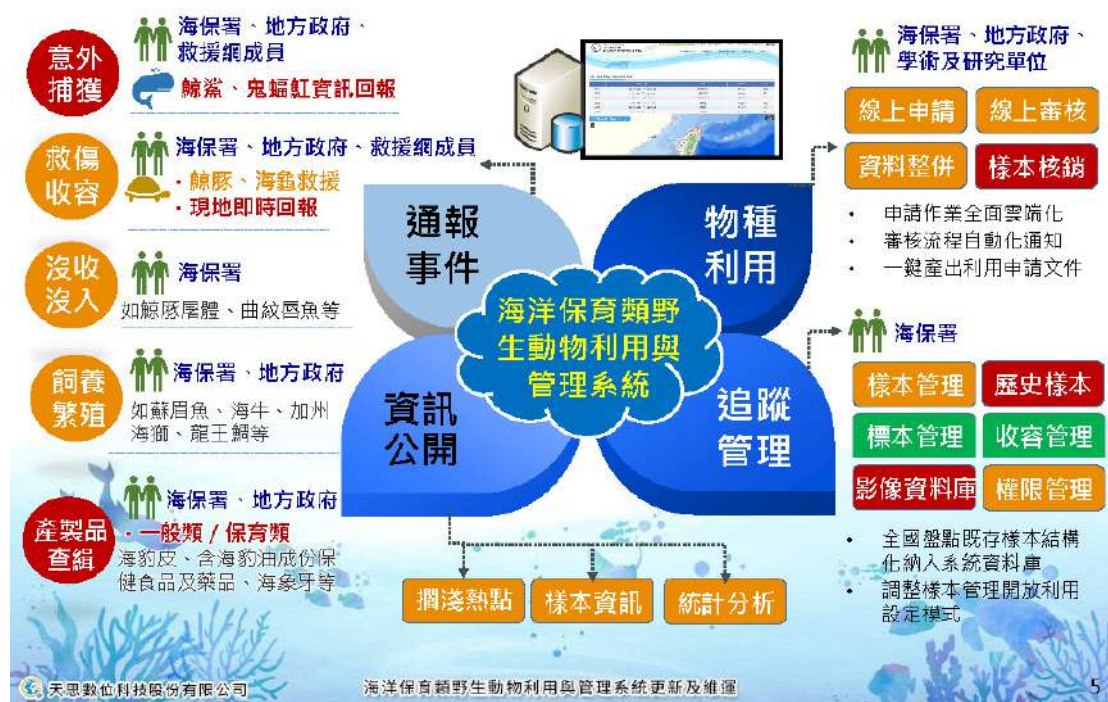 意外
捕獲
海保署、地方政府、
救援網成員
鯨鯊、鬼蝠魟資訊回報
救傷
收容
海保署、地方政府、救援網成員
・鯨豚、海龜救援
・現地即時回報
沒收
沒入
海保署
如鯨豚屠體、曲紋唇魚等
飼養
繁殖
海保署、地方政府
如蘇眉魚、海牛、加州
海獅、龍王鯛等
產製品
查緝
海保署、地方政府
・一般類 / 保育類
海豹皮、含海豹油成份保
健食品及藥品、海象牙等
通報
事件
物種
利用
海洋保育類野
生動物利用與
管理系統
資訊
公開
追蹤
管理
擱淺熱點
樣本資訊
統計分析
海保署、地方政府、
學術及研究單位
線上申請
線上審核
資料整併
樣本核銷
• 申請作業全面雲端化
• 審核流程自動化通知
• 一鍵產出利用申請文件
海保署
樣本管理
歷史樣本
標本管理
收容管理
影像資料庫
權限管理
• 全國盤點既存樣本結構
化納入系統資料庫
• 調整樣本管理開放利用
設定模式
天思數位科技股份有限公司
海洋保育類野生動物利用與管理系統更新及維運
5